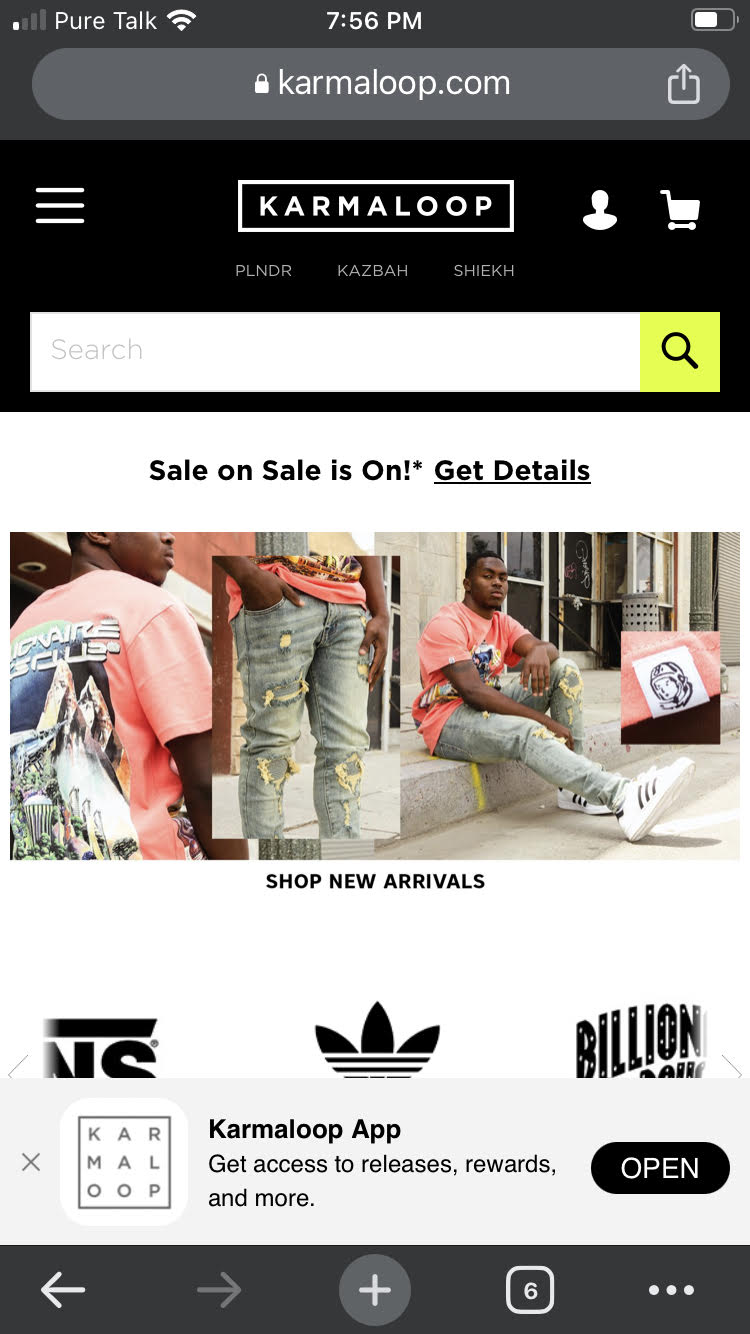 Pure Talk 7:56 PM
karmaloop.com
KARMALOOP
PLNDR KAZBAH SHIEKH
Search
Sale on Sale is On!* Get Details
SHOP NEW ARRIVALS
NS®
BILLION
KAR
MAL
OOP
Karmaloop App
Get access to releases, rewards,
and more.
OPEN
6